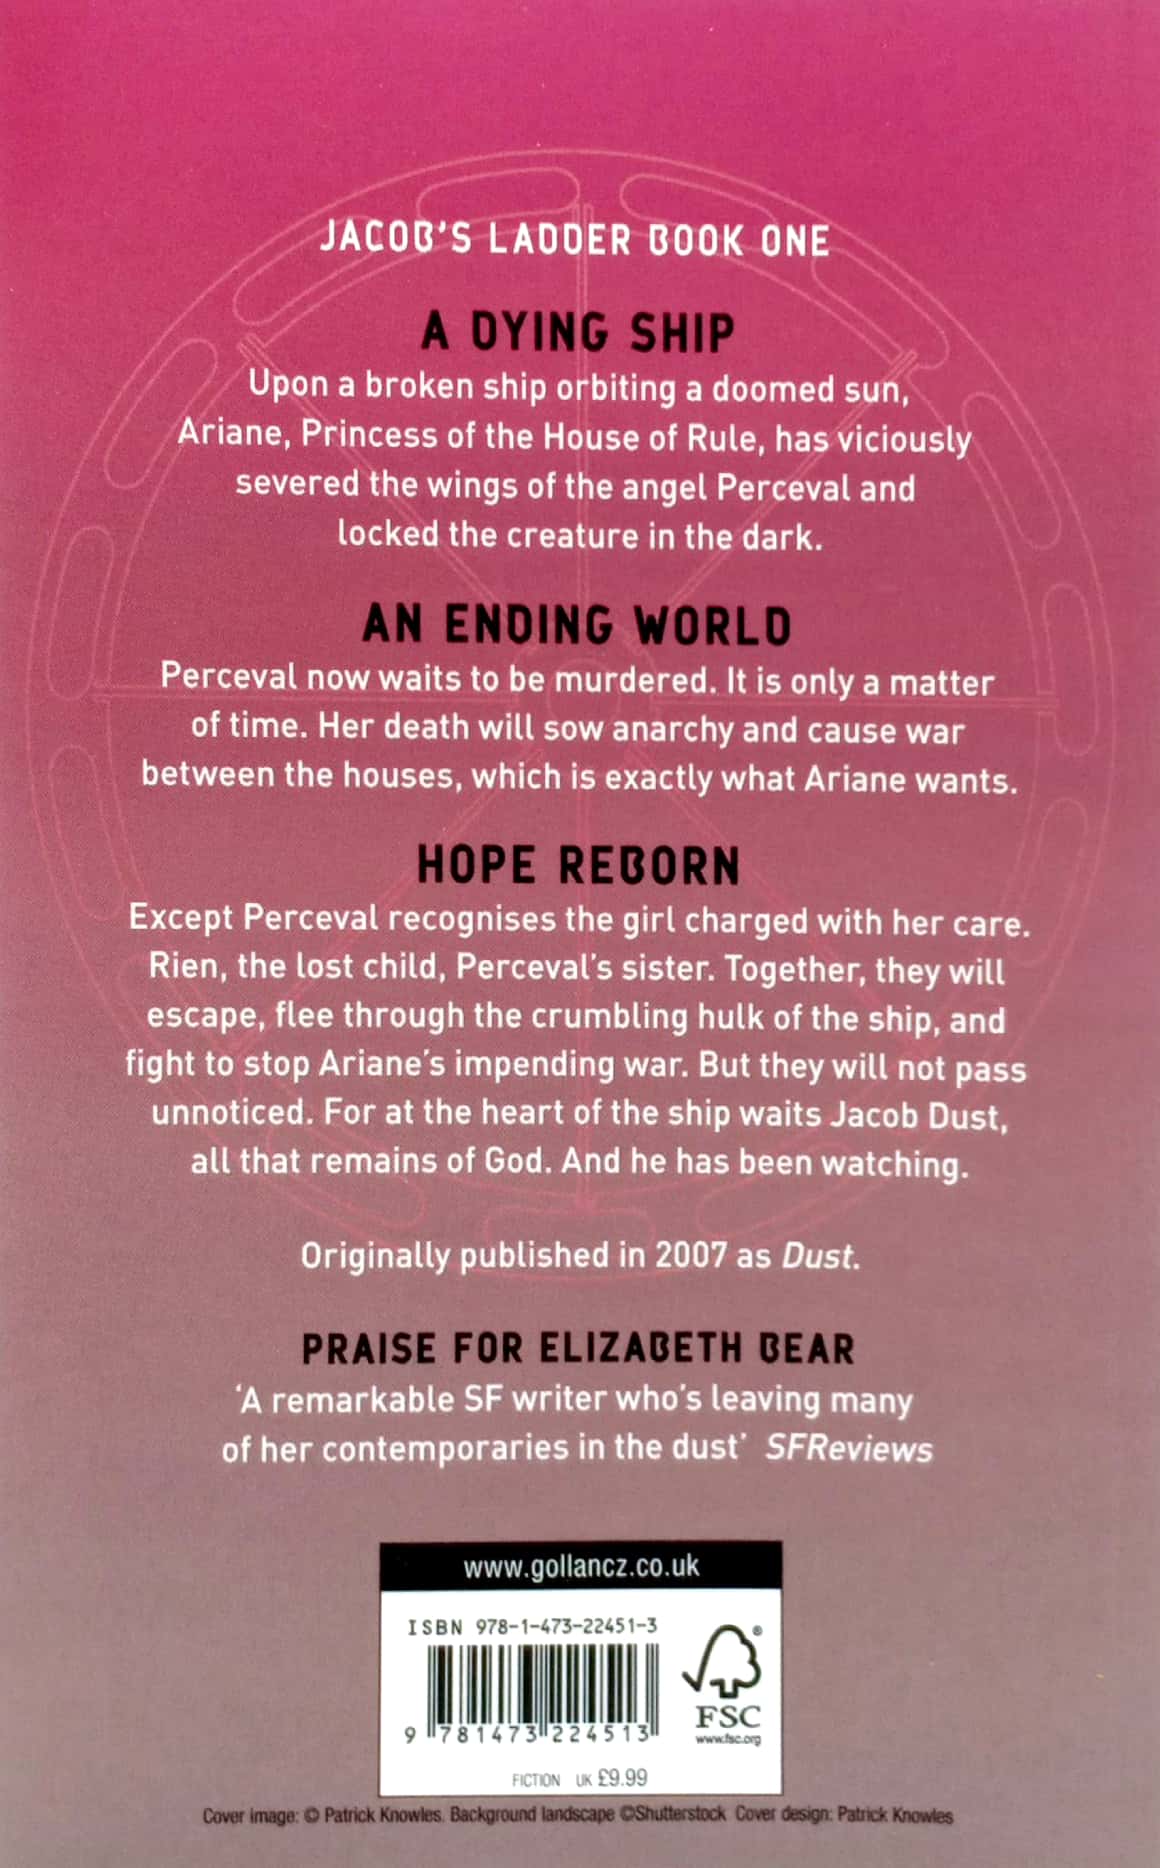 JACOB'S LADDER BOOK ONE
A DYING SHIP
Upon a broken ship orbiting a doomed sun,
Ariane, Princess of the House of Rule, has viciously
severed the wings of the angel Perceval and
locked the creature in the dark.
AN ENDING WORLD
Perceval now waits to be murdered. It is only a matter
of time. Her death will sow anarchy and cause war
between the houses, which is exactly what Ariane wants.
HOPE REBORN
Except Perceval recognises the girl charged with her care.
Rien, the lost child, Perceval's sister. Together, they will
escape, flee through the crumbling hulk of the ship, and
fight to stop Ariane's impending war. But they will not pass
unnoticed. For at the heart of the ship waits Jacob Dust,
all that remains of God. And he has been watching.
Originally published in 2007 as Dust.
PRAISE FOR ELIZABETH BEAR
'A remarkable SF writer who's leaving many
of her contemporaries in the dust' SFReviews
www.gollancz.co.uk
ISBN 978-1-473-22451-3
9 781473 224513
®
FSC
www.fsc.org
FICTION UK £9.99
Cover image: © Patrick Knowles. Background landscape ©Shutterstock Cover design: Patrick Knowles